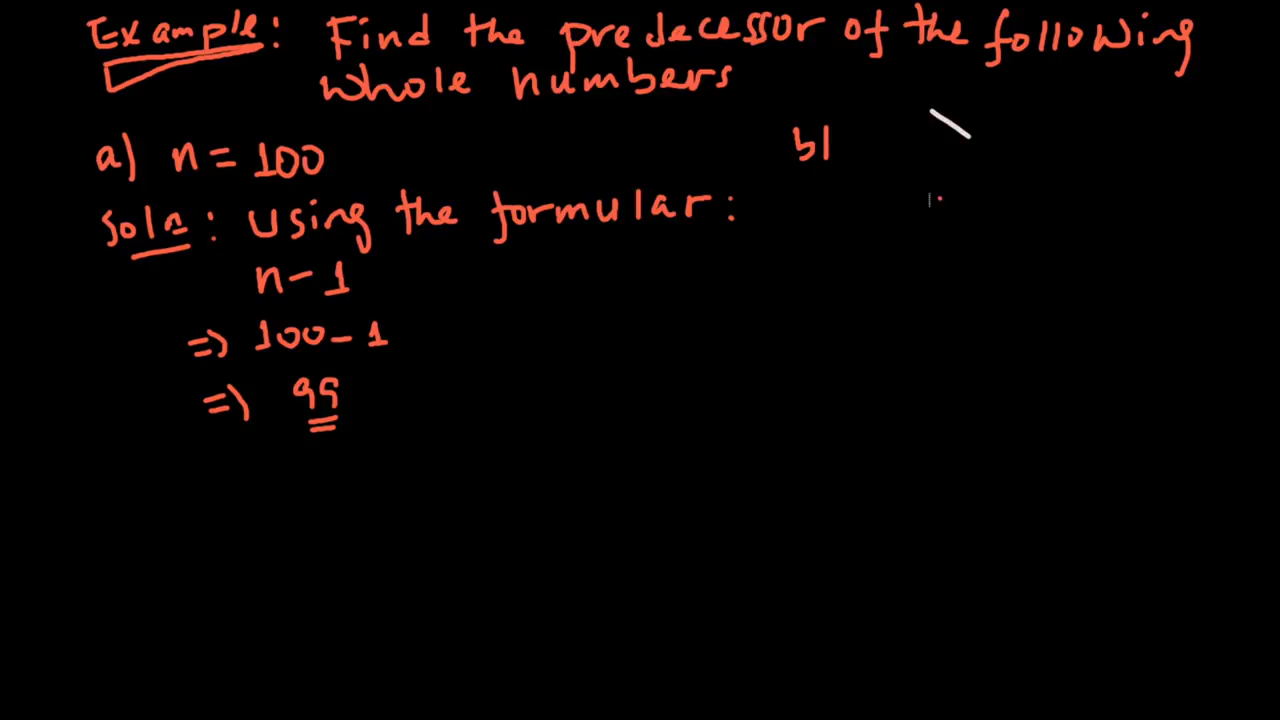 Example: Find the predecessor of the following
whole numbers
a) n = 100
b)
Soln: Using the formular:
n - 1
=> 100 - 1
=> 99